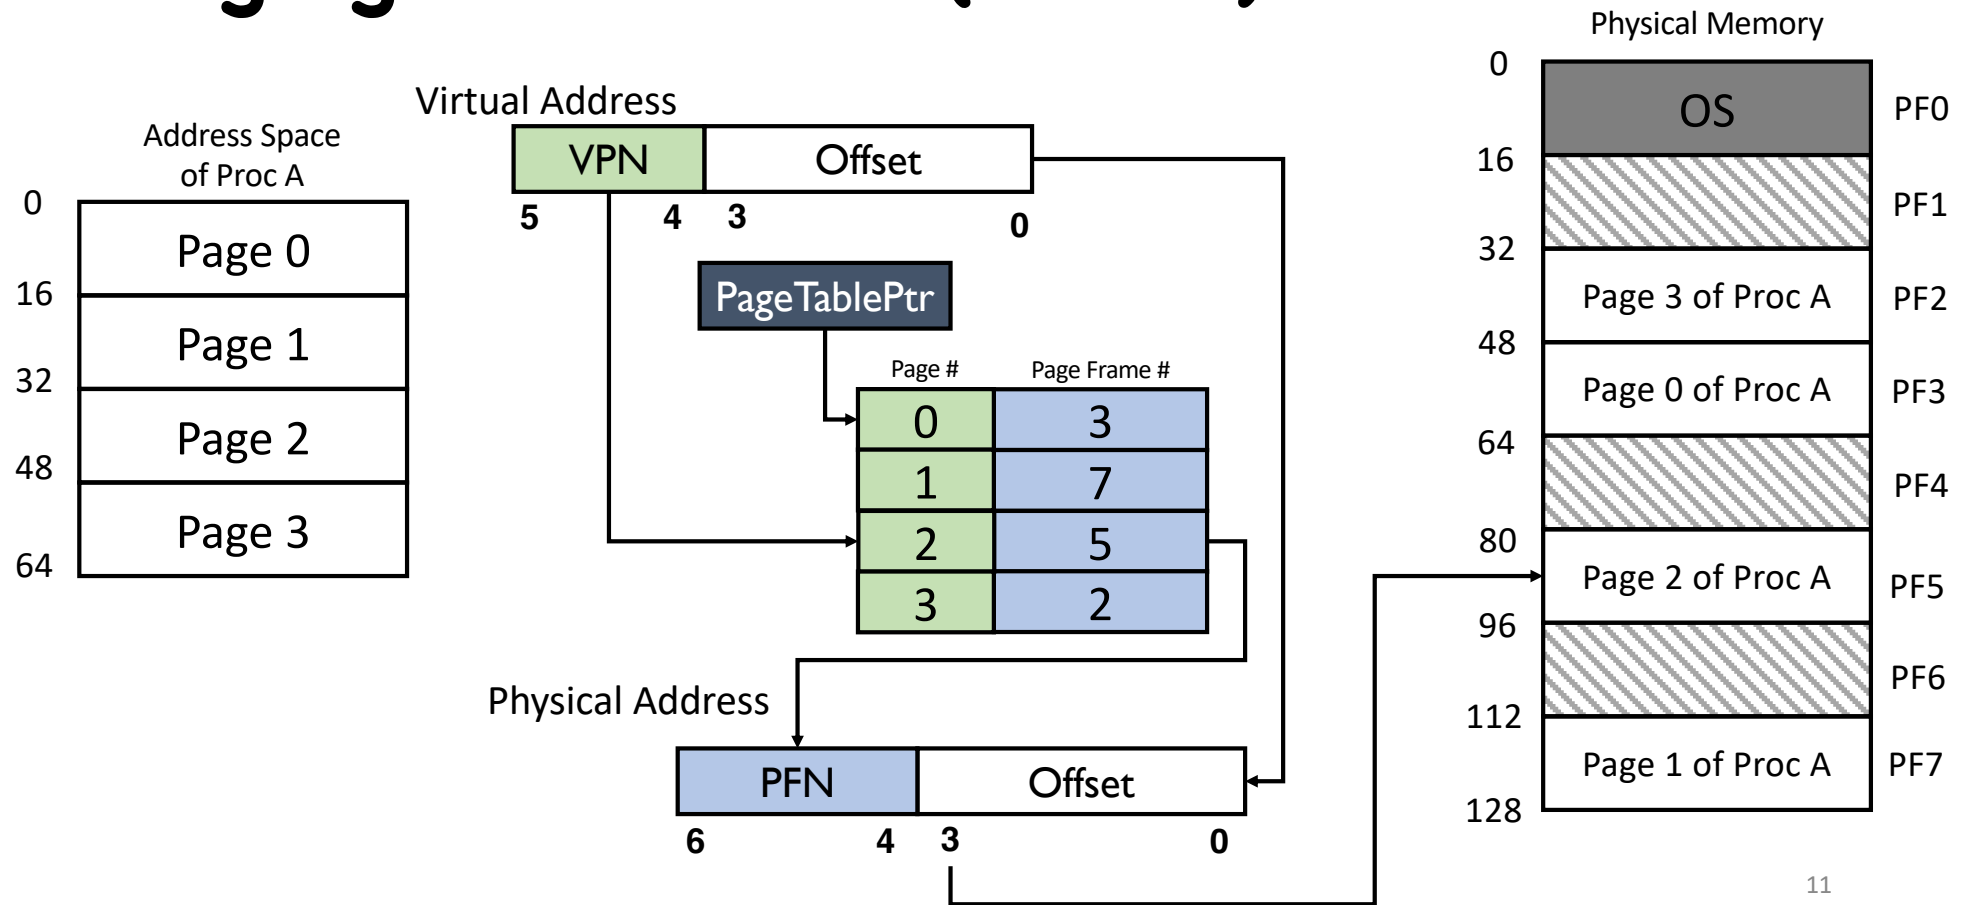 Address Space
of Proc A
0
Page 0
16
Page 1
32
Page 2
48
Page 3
64
Virtual Address
VPN
Offset
5
4
3
0
PageTablePtr
Page #
Page Frame #
0
3
1
7
2
5
3
2
Physical Address
PFN
Offset
6
4
3
0
Physical Memory
0
OS
PF0
16
PF1
32
Page 3 of Proc A
PF2
48
Page 0 of Proc A
PF3
64
PF4
80
Page 2 of Proc A
PF5
96
PF6
112
Page 1 of Proc A
PF7
128
11